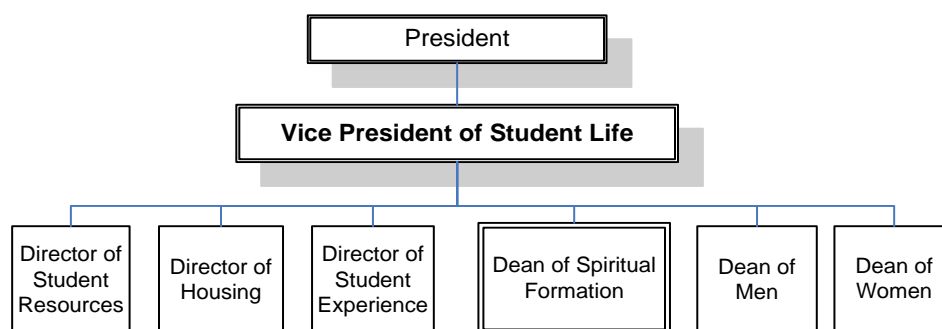 President
Vice President of Student Life
Director of
Student
Resources
Director of
Housing
Director of
Student
Experience
Dean of Spiritual
Formation
Dean of
Men
Dean of
Women